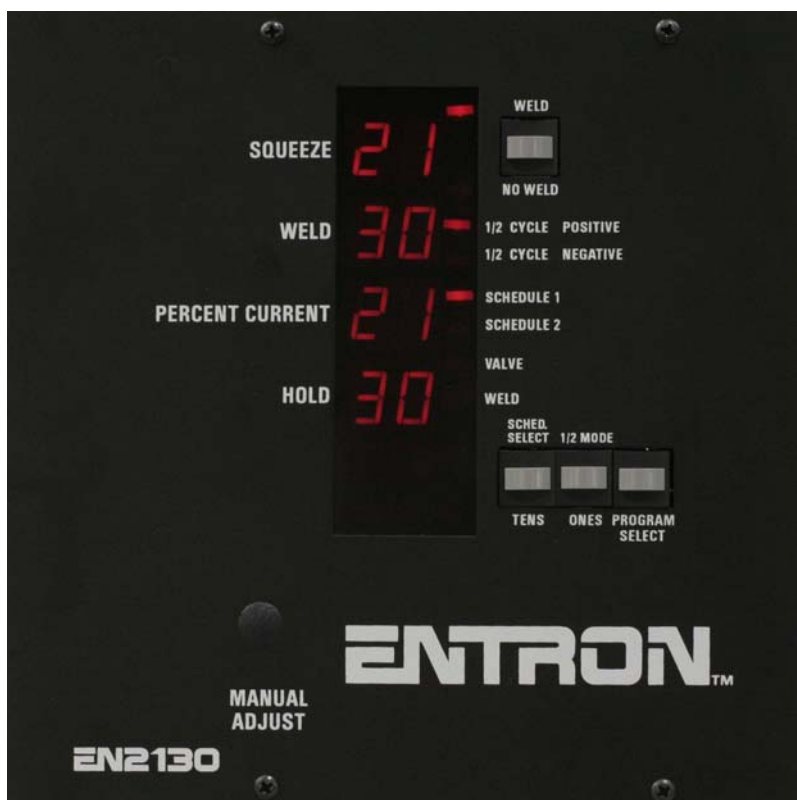 WELD
SQUEEZE 21
NO WELD
WELD 30
1/2 CYCLE POSITIVE
1/2 CYCLE NEGATIVE
PERCENT CURRENT 21
SCHEDULE 1
SCHEDULE 2
VALVE
HOLD 30
WELD
SCHED.
SELECT 1/2 MODE
TENS ONES PROGRAM
SELECT
ENTRON™
MANUAL
ADJUST
EN2130